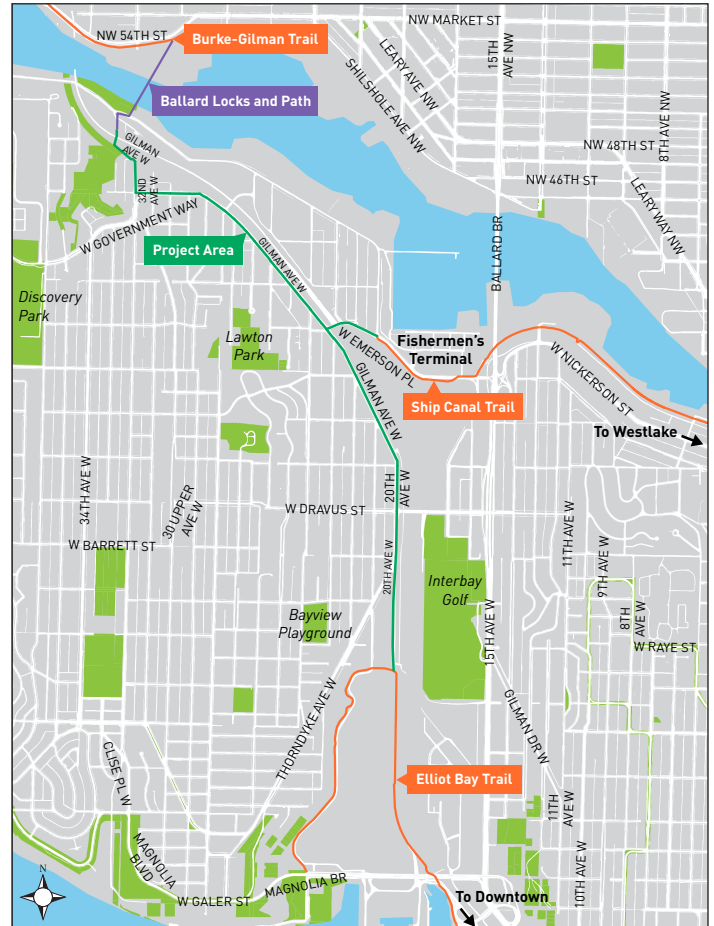 NW MARKET ST
NW 54TH ST
Burke-Gilman Trail
15TH
AVE NW
LEARY AVE NW
SHILSHOLE AVE NW
8TH AVE NW
Ballard Locks and Path
GILMAN
AVE W
NW 48TH ST
NW 46TH ST
LEARY WAY NW
32ND
AVE W
W GOVERNMENT WAY
Project Area
GILMAN AVE W
BALLARD BR
Discovery
Park
Lawton
Park
W EMERSON PL
Fishermen's
Terminal
W NICKERSON ST
GILMAN AVE W
Ship Canal Trail
To Westlake
34TH AVE W
30 UPPER
AVE W
20TH
AVE W
W DRAVUS ST
W BARRETT ST
20TH AVE W
11TH AVE W
9TH AVE W
8TH
AVE W
Interbay
Golf
Bayview
Playground
15TH AVE W
W RAYE ST
THORNDYKE AVE W
GILMAN DR W
CLISE PL W
Elliot Bay Trail
11TH
AVE W
MAGNOLIA
BLVD
10TH AVE W
MAGNOLIA BR
W GALER ST
To Downtown
N